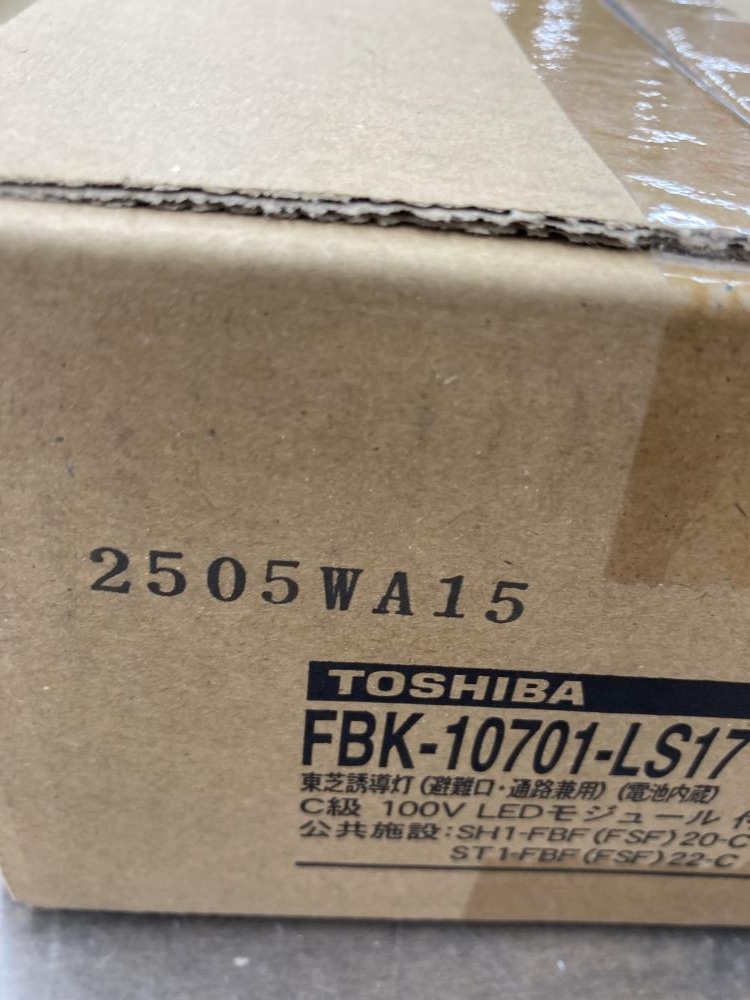 2505WA15
TOSHIBA
FBK-10701-LS17
東芝誘導灯(避難口・通路兼用)(電池内蔵)
C級 100V LEDモジュール 付
公共施設:SH1-FBF(FSF)20-C
ST1-FBF(FSF)22-C